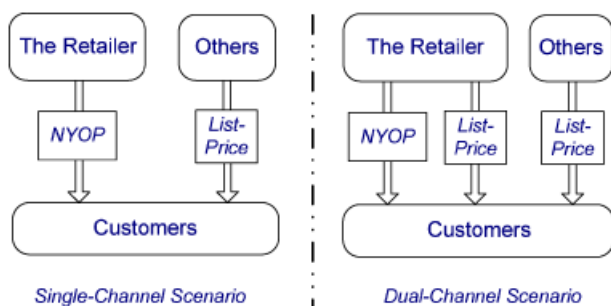 The Retailer
Others
NYOP
List-
Price
Customers
Single-Channel Scenario
The Retailer
Others
NYOP
List-
Price
List-
Price
Customers
Dual-Channel Scenario